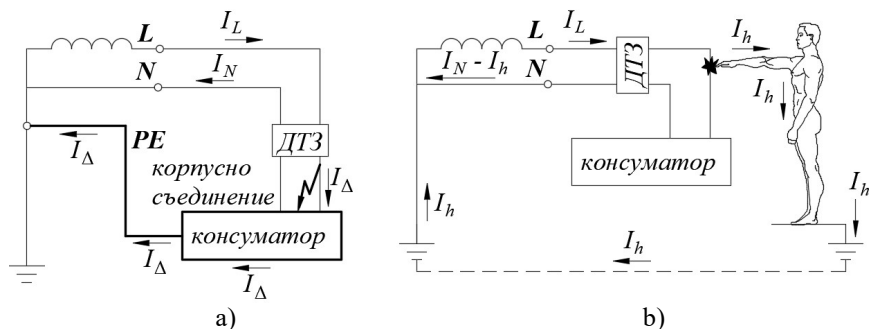 L
I_L
N
I_N
PE
I_Δ
ДТЗ
корпусно
съединение
I_Δ
консуматор
I_Δ
I_Δ
a)
L
I_L
N
I_N - I_h
ДТЗ
I_h
I_h
консуматор
I_h
I_h
I_h
b)